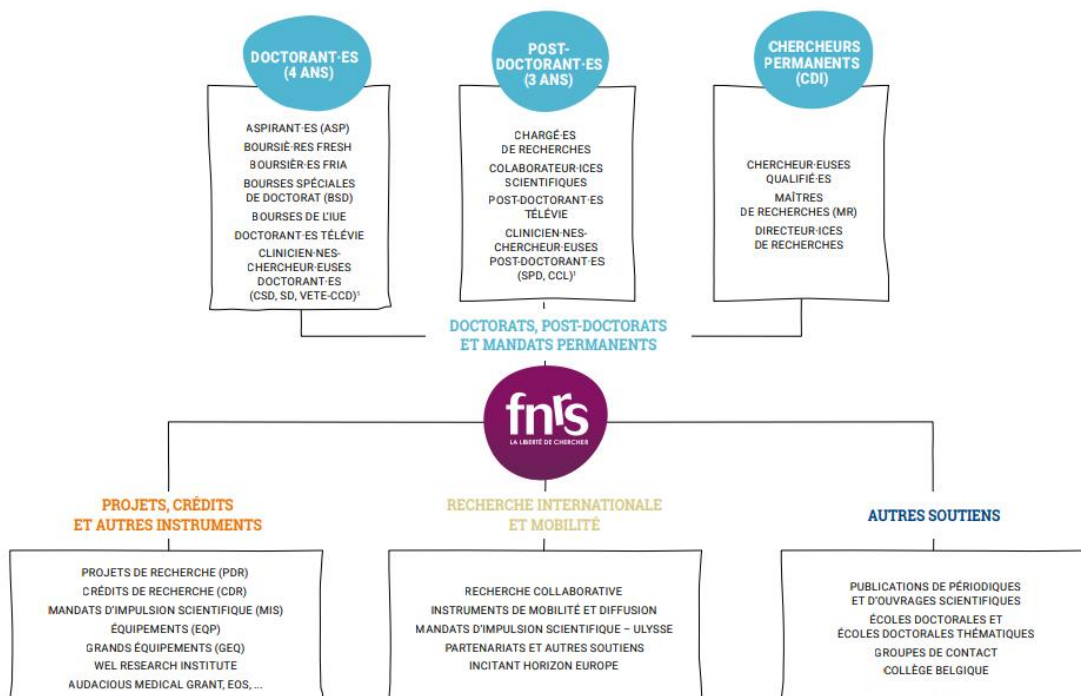 DOCTORANT·ES
(4 ANS)
ASPIRANT·ES (ASP)
BOURSIÈ·RES FRESH
BOURSIÈR·ES FRIA
BOURSES SPÉCIALES
DE DOCTORAT (BSD)
BOURSES DE L'IUE
DOCTORANT·ES TÉLÉVIE
CLINICIEN·NES-
CHERCHEUR·EUSES
DOCTORANT·ES
(CSD, SD, VETE-CCD)¹
POST-
DOCTORANT·ES
(3 ANS)
CHARGÉ·ES
DE RECHERCHES
COLABORATEUR·ICES
SCIENTIFIQUES
POST-DOCTORANT·ES
TÉLÉVIE
CLINICIEN·NES-
CHERCHEUR·EUSES
POST-DOCTORANT·ES
(SPD, CCL)¹
CHERCHEURS
PERMANENTS
(CDI)
CHERCHEUR·EUSES
QUALIFIÉ·ES
MAÎTRES
DE RECHERCHES (MR)
DIRECTEUR·ICES
DE RECHERCHES
DOCTORATS, POST-DOCTORATS
ET MANDATS PERMANENTS
fnrs
LA LIBERTÉ DE CHERCHER
PROJETS, CRÉDITS
ET AUTRES INSTRUMENTS
PROJETS DE RECHERCHE (PDR)
CRÉDITS DE RECHERCHE (CDR)
MANDATS D'IMPULSION SCIENTIFIQUE (MIS)
ÉQUIPEMENTS (EQP)
GRANDS ÉQUIPEMENTS (GEQ)
WEL RESEARCH INSTITUTE
AUDACIOUS MEDICAL GRANT, EOS, ...
RECHERCHE INTERNATIONALE
ET MOBILITÉ
RECHERCHE COLLABORATIVE
INSTRUMENTS DE MOBILITÉ ET DIFFUSION
MANDATS D'IMPULSION SCIENTIFIQUE – ULYSSE
PARTENARIATS ET AUTRES SOUTIENS
INCITANT HORIZON EUROPE
AUTRES SOUTIENS
PUBLICATIONS DE PÉRIODIQUES
ET D'OUVRAGES SCIENTIFIQUES
ÉCOLES DOCTORALES ET
ÉCOLES DOCTORALES THÉMATIQUES
GROUPES DE CONTACT
COLLÈGE BELGIQUE